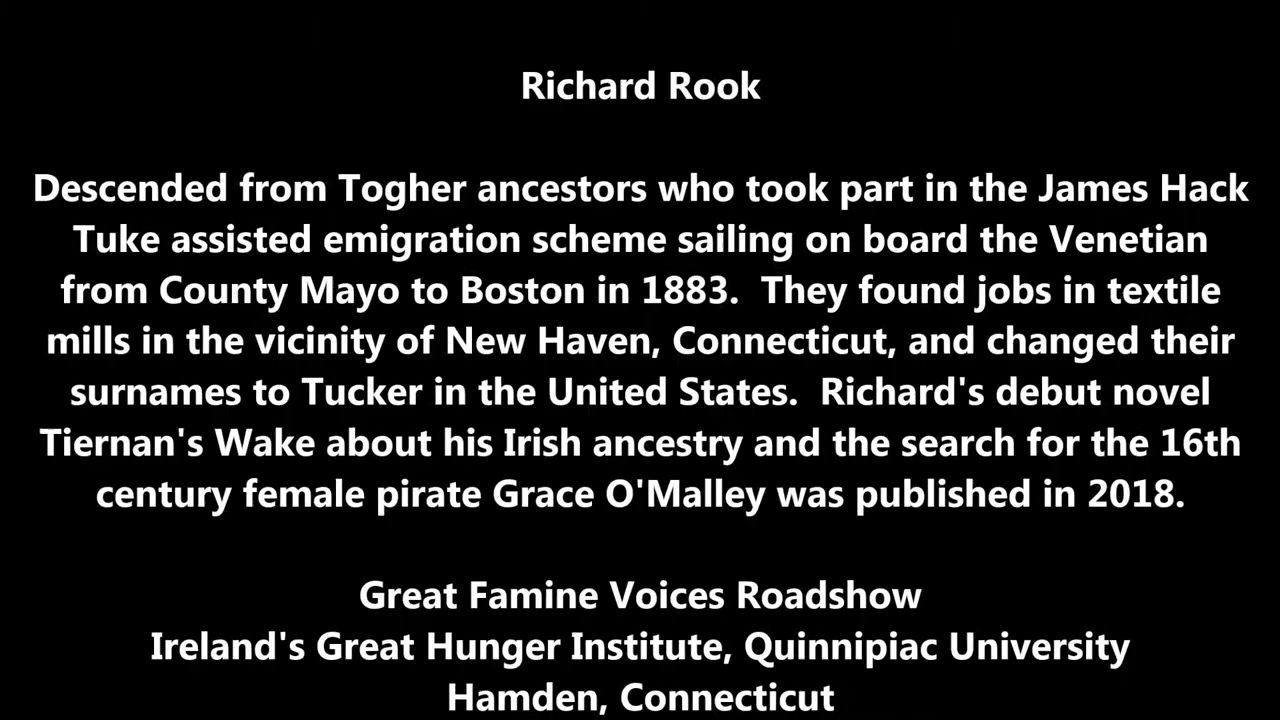 Richard Rook
Descended from Togher ancestors who took part in the James Hack
Tuke assisted emigration scheme sailing on board the Venetian
from County Mayo to Boston in 1883.  They found jobs in textile
mills in the vicinity of New Haven, Connecticut, and changed their
surnames to Tucker in the United States.  Richard's debut novel
Tiernan's Wake about his Irish ancestry and the search for the 16th
century female pirate Grace O'Malley was published in 2018.
Great Famine Voices Roadshow
Ireland's Great Hunger Institute, Quinnipiac University
Hamden, Connecticut